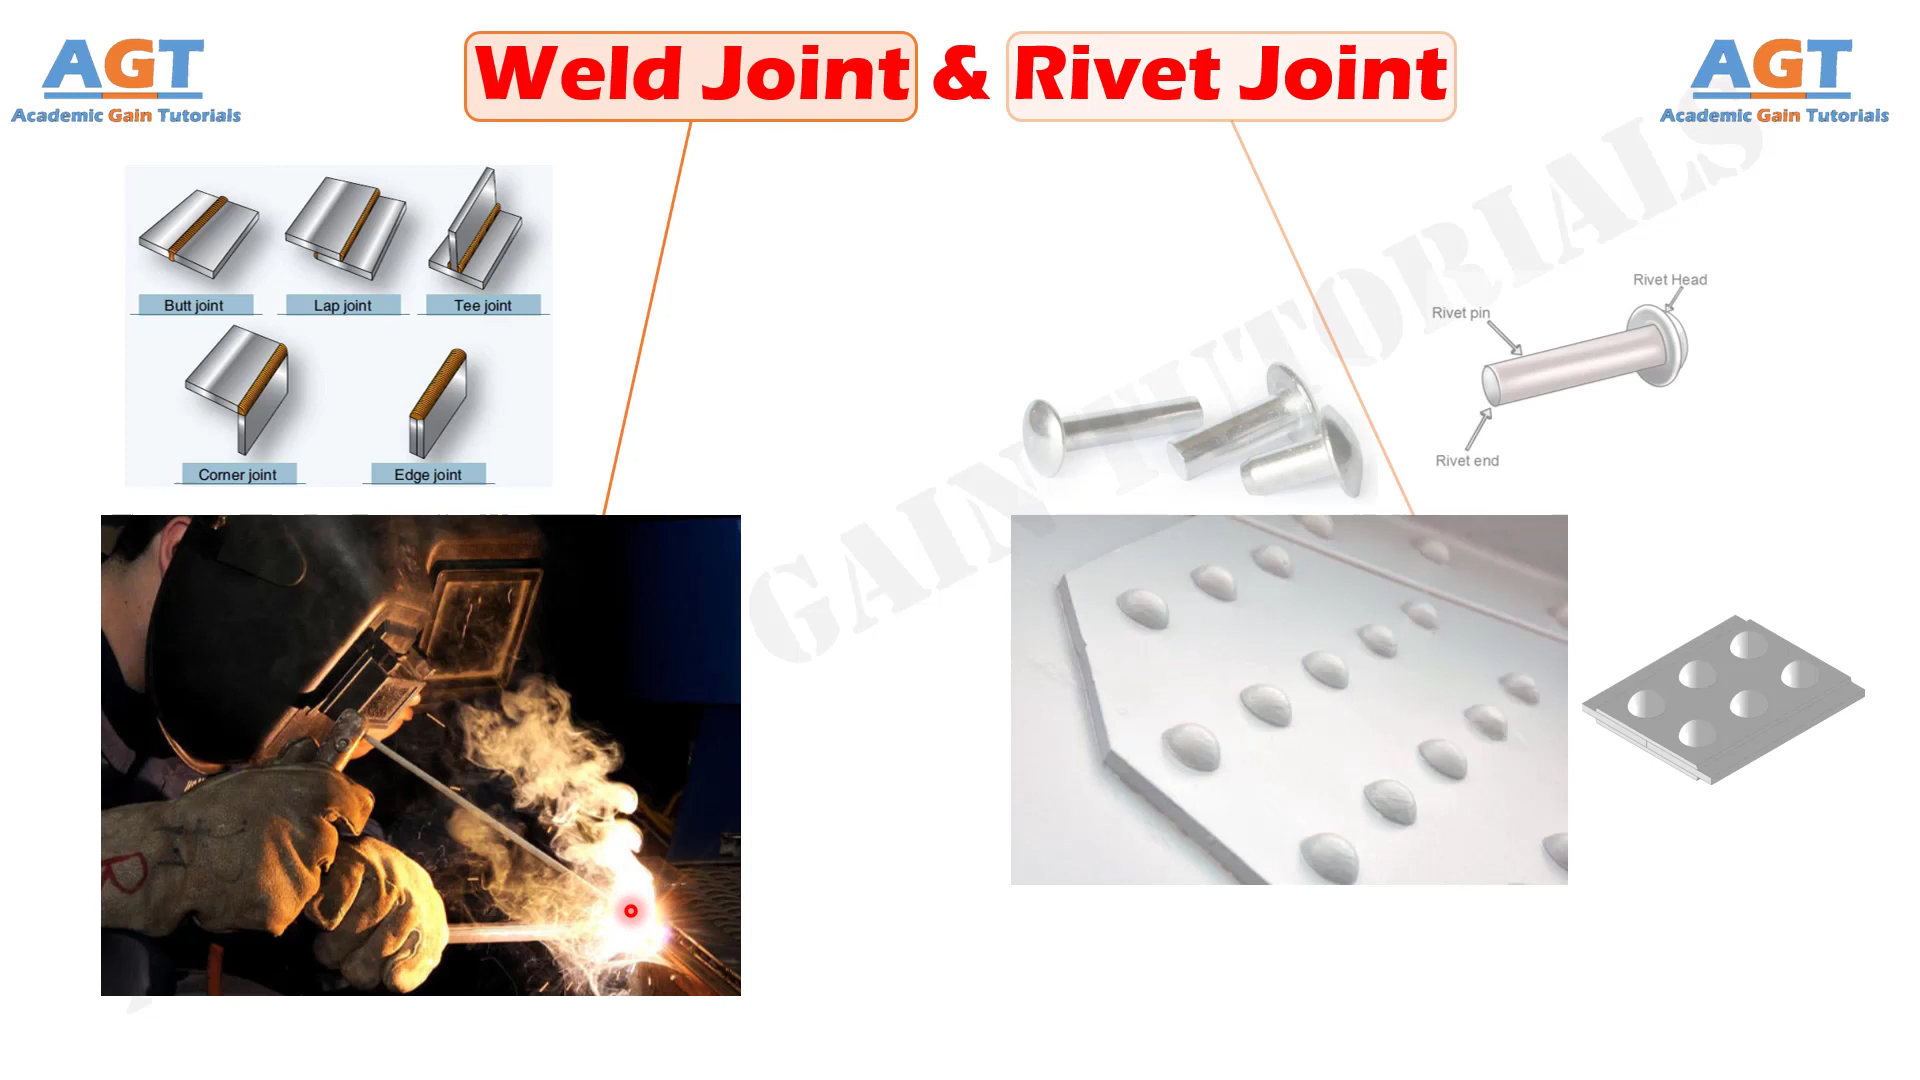 AGT
Academic Gain Tutorials
Weld Joint & Rivet Joint
AGT
Academic Gain Tutorials
Butt joint
Lap joint
Tee joint
Corner joint
Edge joint
Rivet Head
Rivet pin
Rivet end
GAIN TUTORIALS